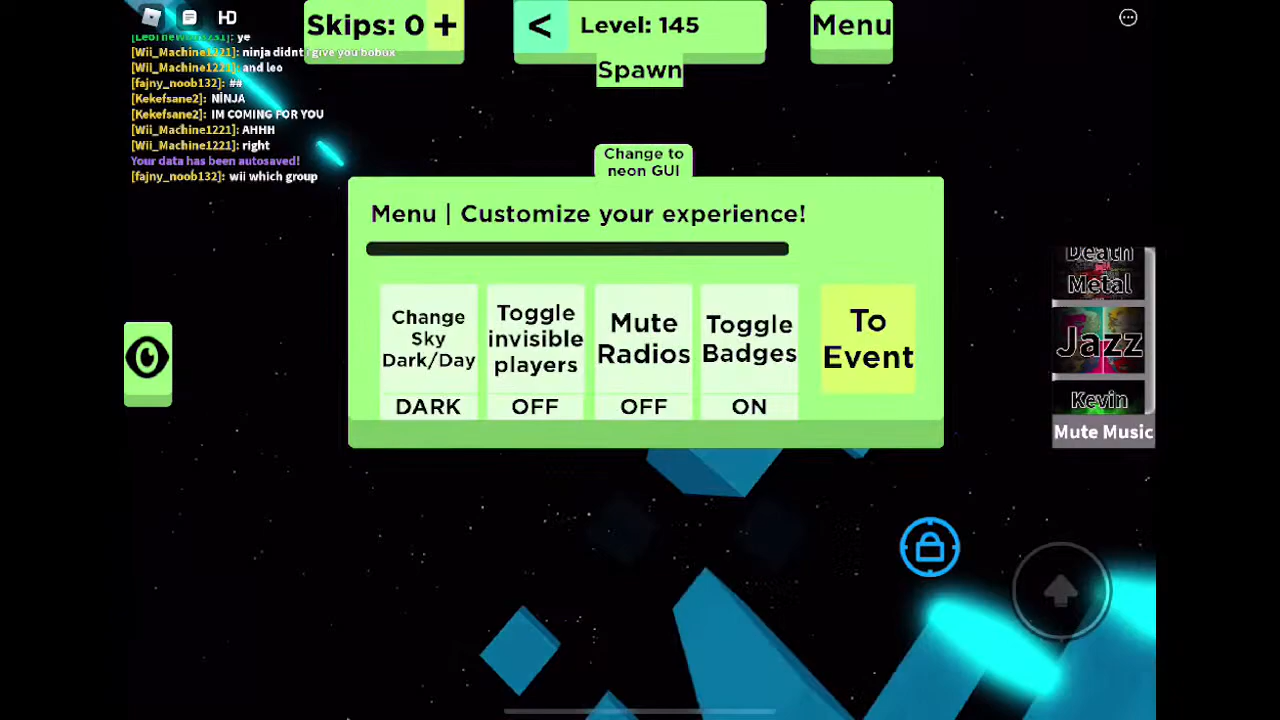 HD
Skips: 0 +
<
Level: 145
Menu
Spawn
[Wii_Machine1221]: ninja didnt i give you bobux
[Wii_Machine1221]: and leo
[fajny_noob132]: ##
[Kekefsane2]: NİNJA
[Kekefsane2]: IM COMING FOR YOU
[Wii_Machine1221]: AHHH
[Wii_Machine1221]: right
Your data has been autosaved!
[fajny_noob132]: wii which group
Change to
neon GUI
Menu | Customize your experience!
Change
Sky
Dark/Day
DARK
Toggle
invisible
players
OFF
Mute
Radios
OFF
Toggle
Badges
ON
To
Event
Death
Metal
Jazz
Kevin
Mute Music